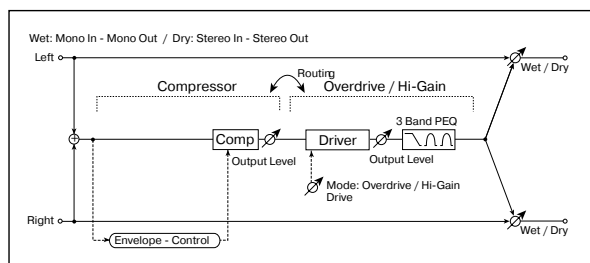 Wet: Mono In - Mono Out / Dry: Stereo In - Stereo Out
Left
Wet / Dry
Routing
Compressor
Overdrive / Hi-Gain
3 Band PEQ
Comp
Driver
Output Level
Output Level
Mode: Overdrive / Hi-Gain
Drive
Right
Wet / Dry
Envelope - Control